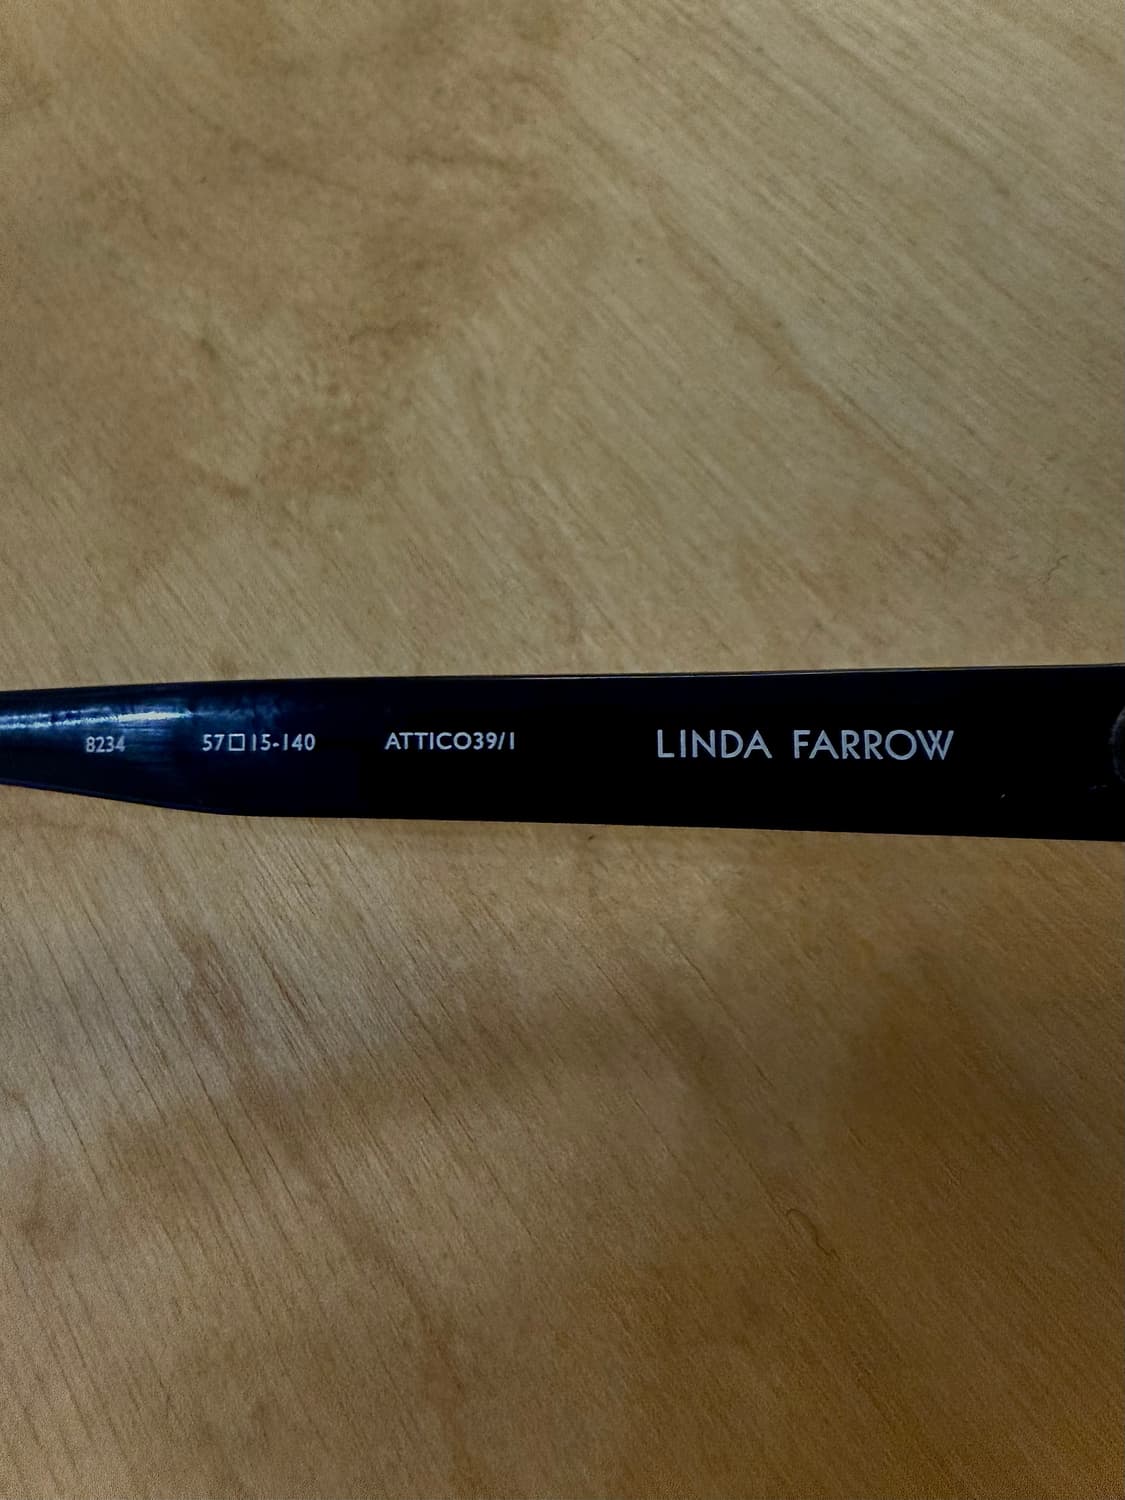 8234 57□15-140 ATTICO39/1 LINDA FARROW